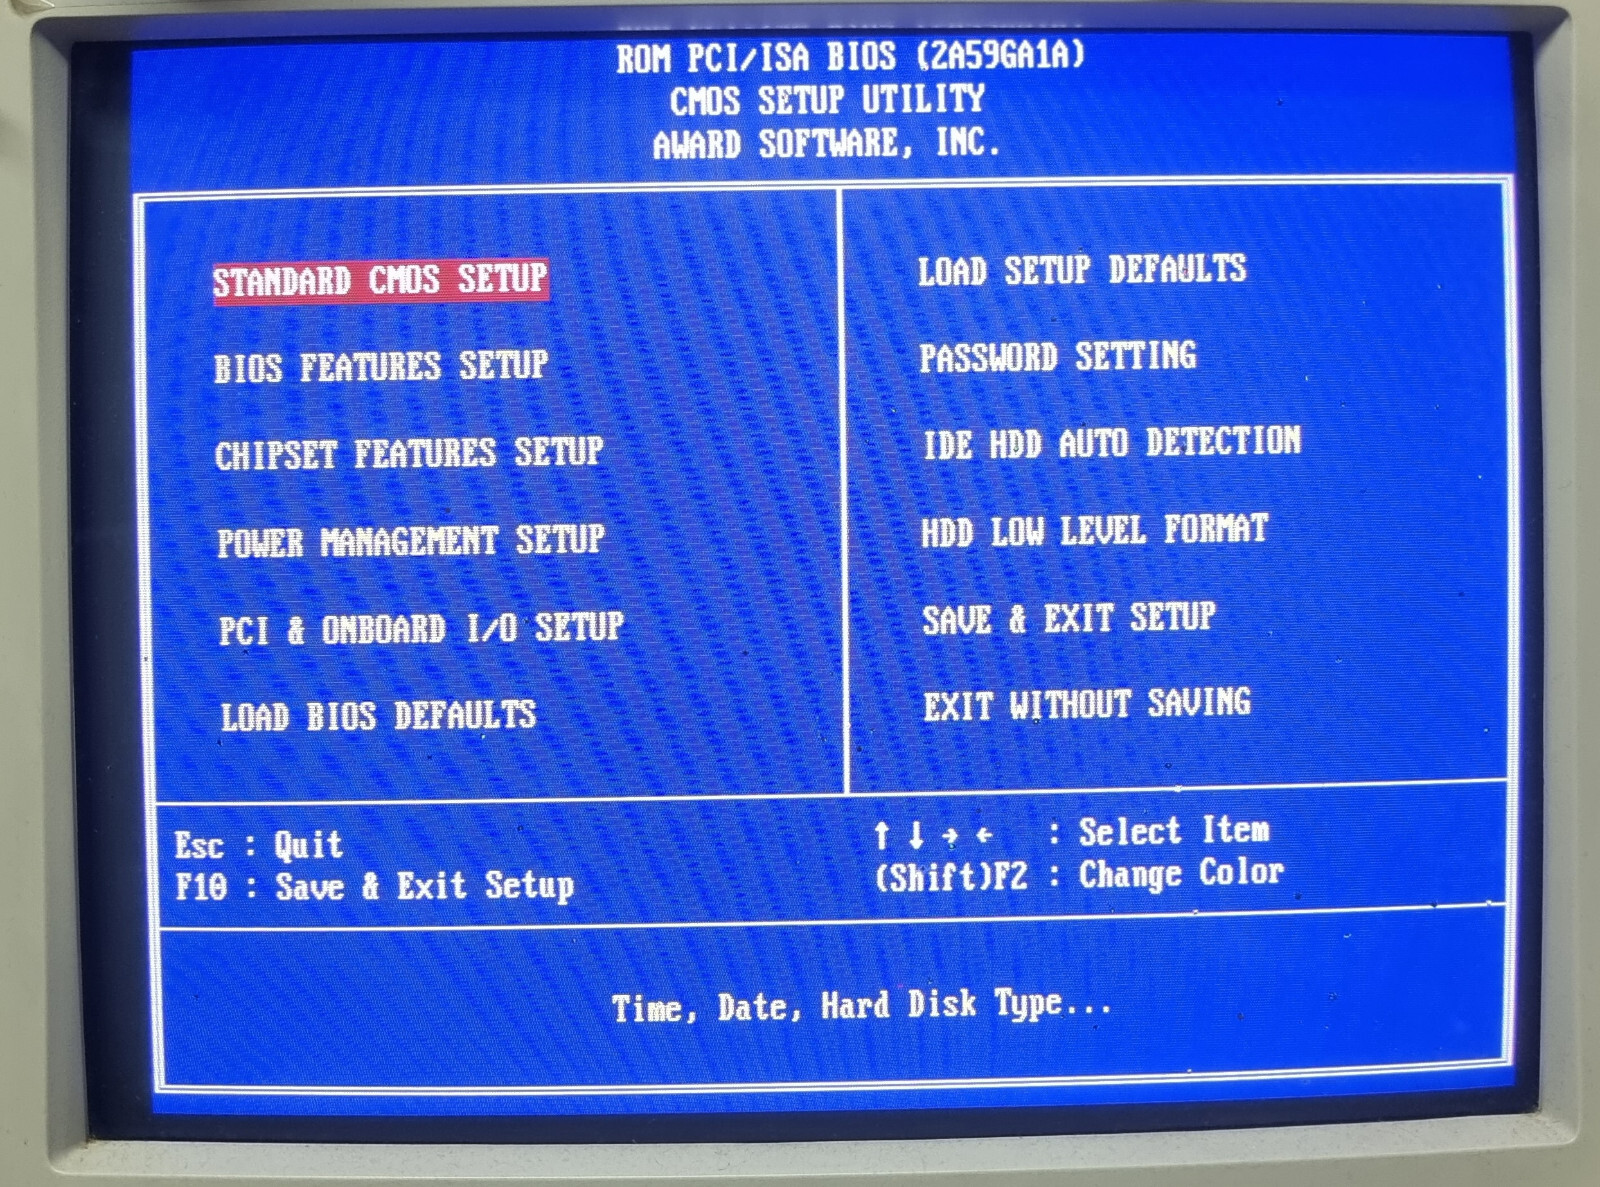 ROM PCI/ISA BIOS (2A59GA1A)
CMOS SETUP UTILITY
AWARD SOFTWARE, INC.
STANDARD CMOS SETUP
BIOS FEATURES SETUP
CHIPSET FEATURES SETUP
POWER MANAGEMENT SETUP
PCI & ONBOARD I/O SETUP
LOAD BIOS DEFAULTS
LOAD SETUP DEFAULTS
PASSWORD SETTING
IDE HDD AUTO DETECTION
HDD LOW LEVEL FORMAT
SAVE & EXIT SETUP
EXIT WITHOUT SAVING
Esc : Quit
F10 : Save & Exit Setup
↑ ↓ → ← : Select Item
(Shift)F2 : Change Color
Time, Date, Hard Disk Type...